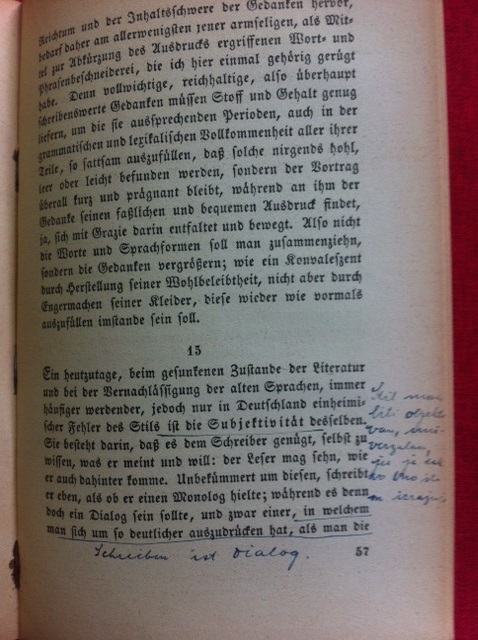 Reichtum und der Inhaltsschwere der Gedanken hervor,
bedarf daher am allerwenigsten jener armseligen, als Mit-
tel zur Abkürzung des Ausdrucks ergriffenen Wort- und
Phrasenbeschneiderei, die ich hier einmal gehörig gerügt
habe. Denn vollwichtige, reichhaltige, also überhaupt
schreibenswerte Gedanken müssen Stoff und Gehalt genug
liefern, um die sie aussprechenden Perioden, auch in der
grammatischen und lexikalischen Vollkommenheit aller ihrer
Teile, so sattsam auszufüllen, daß solche nirgends hohl,
leer oder leicht befunden werden, sondern der Vortrag
überall kurz und prägnant bleibt, während an ihm der
Gedanke seinen faßlichen und bequemen Ausdruck findet,
ja, sich mit Grazie darin entfaltet und bewegt. Also nicht
die Worte und Sprachformen soll man zusammenziehn,
sondern die Gedanken vergrößern; wie ein Konvaleszent
durch Herstellung seiner Wohlbeleibtheit, nicht aber durch
Engermachen seiner Kleider, diese wieder wie vormals
auszufüllen imstande sein soll.
15
Ein heutzutage, beim gesunkenen Zustande der Literatur
und bei der Vernachlässigung der alten Sprachen, immer
häufiger werdender, jedoch nur in Deutschland einheimi-
scher Fehler des Stils ist die Subjektivität desselben.
Sie besteht darin, daß es dem Schreiber genügt, selbst zu
wissen, was er meint und will: der Leser mag sehn, wie
er auch dahinter komme. Unbekümmert um diesen, schreibt
er eben, als ob er einen Monolog hielte; während es denn
doch ein Dialog sein sollte, und zwar einer, in welchem
man sich um so deutlicher auszudrücken hat, als man die
Schreiben ist Dialog.
57